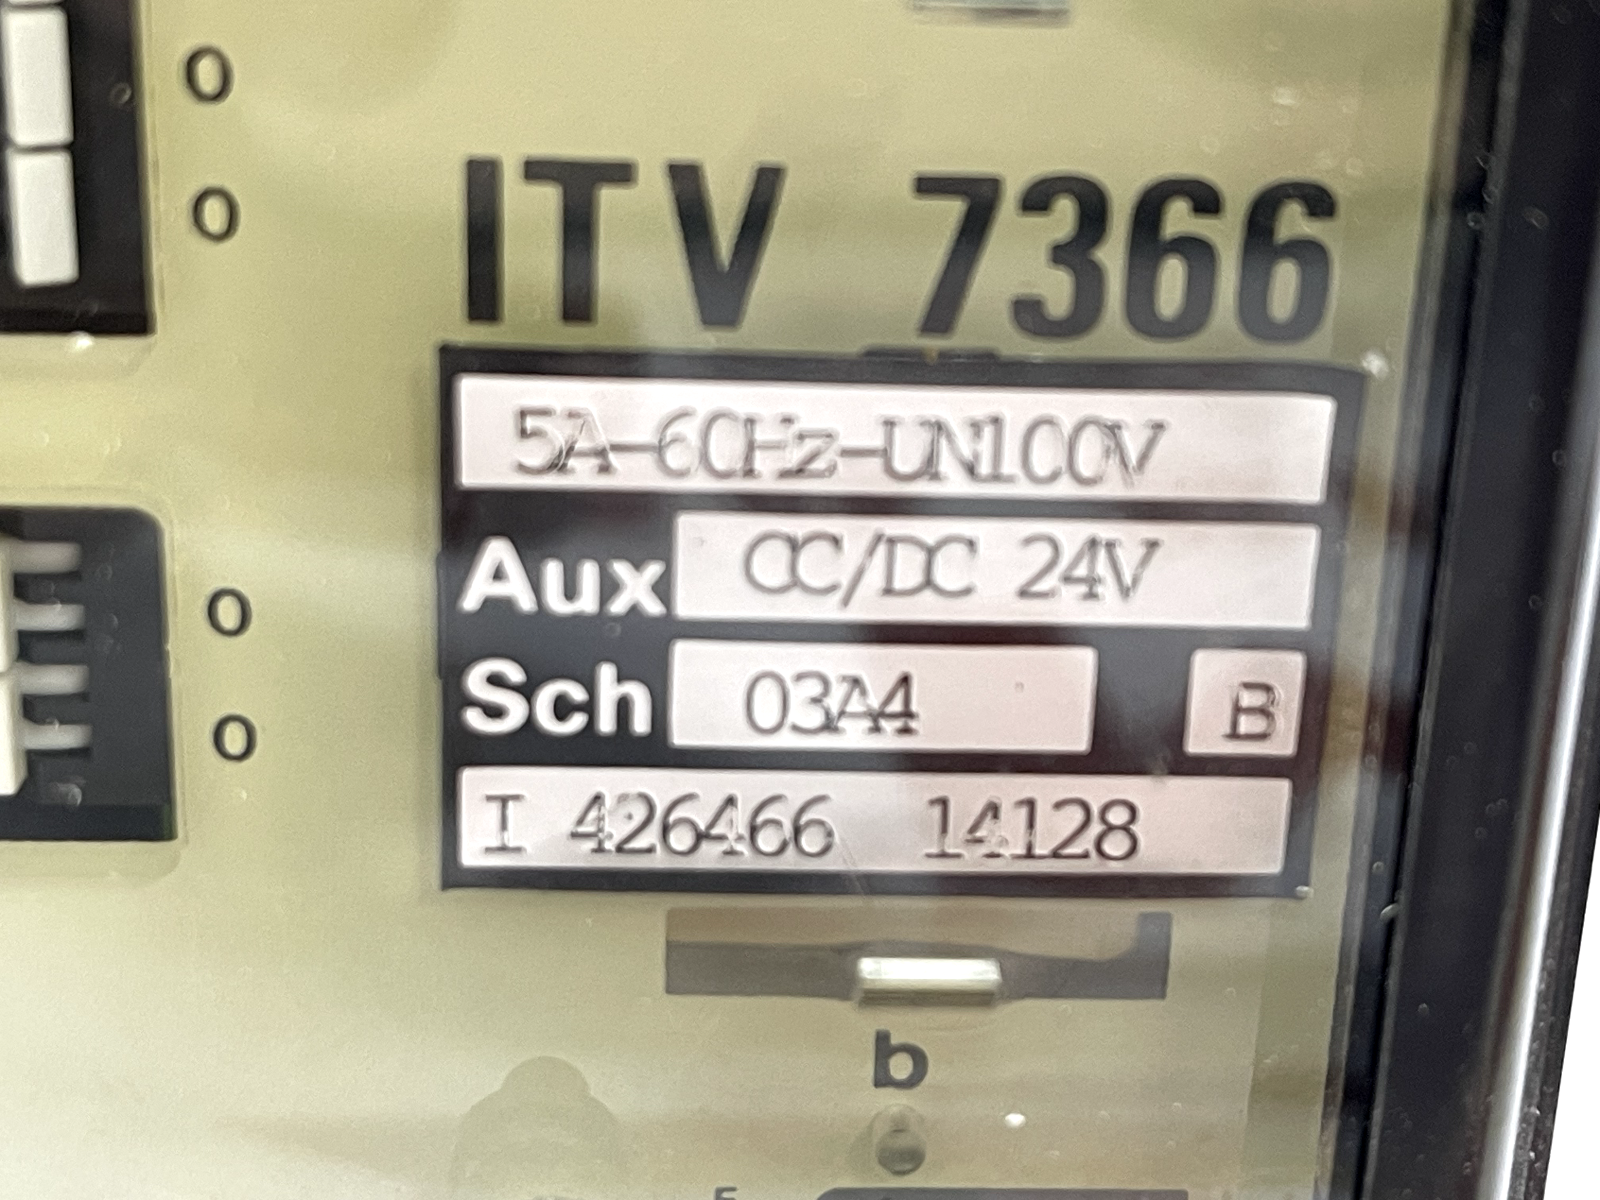 O
O
ITV 7366
5A-60Hz-UN100V
Aux CC/DC 24V
Sch 03A4 B
I 426466 14128
O
O
b